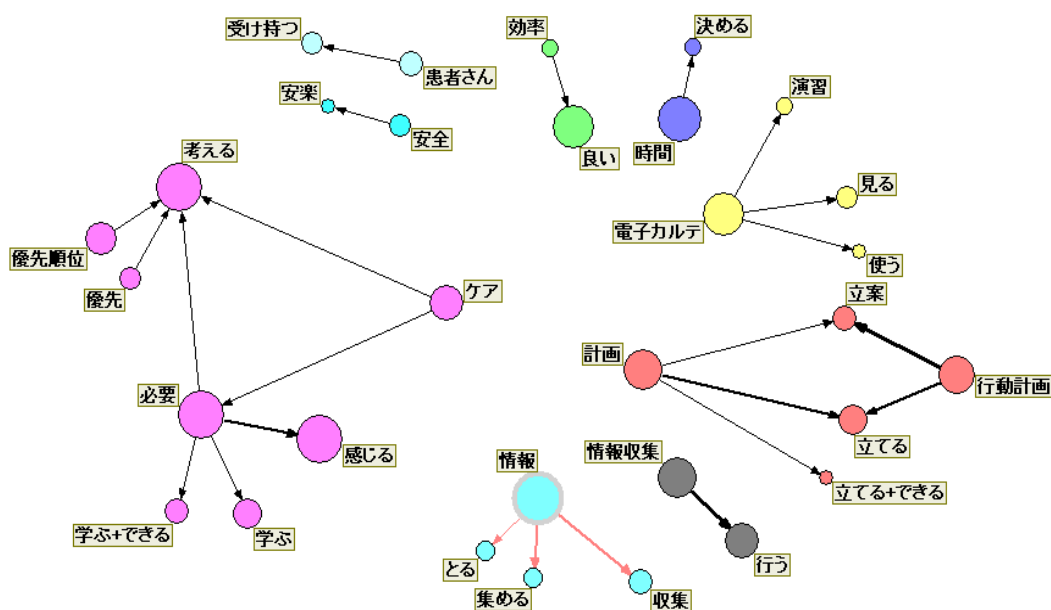 受け持つ
患者さん
安楽
安全
効率
良い
決める
時間
演習
見る
電子カルテ
使う
考える
優先順位
優先
ケア
必要
感じる
学ぶ+できる
学ぶ
計画
立案
行動計画
立てる
立てる+できる
情報
とる
集める
収集
情報収集
行う